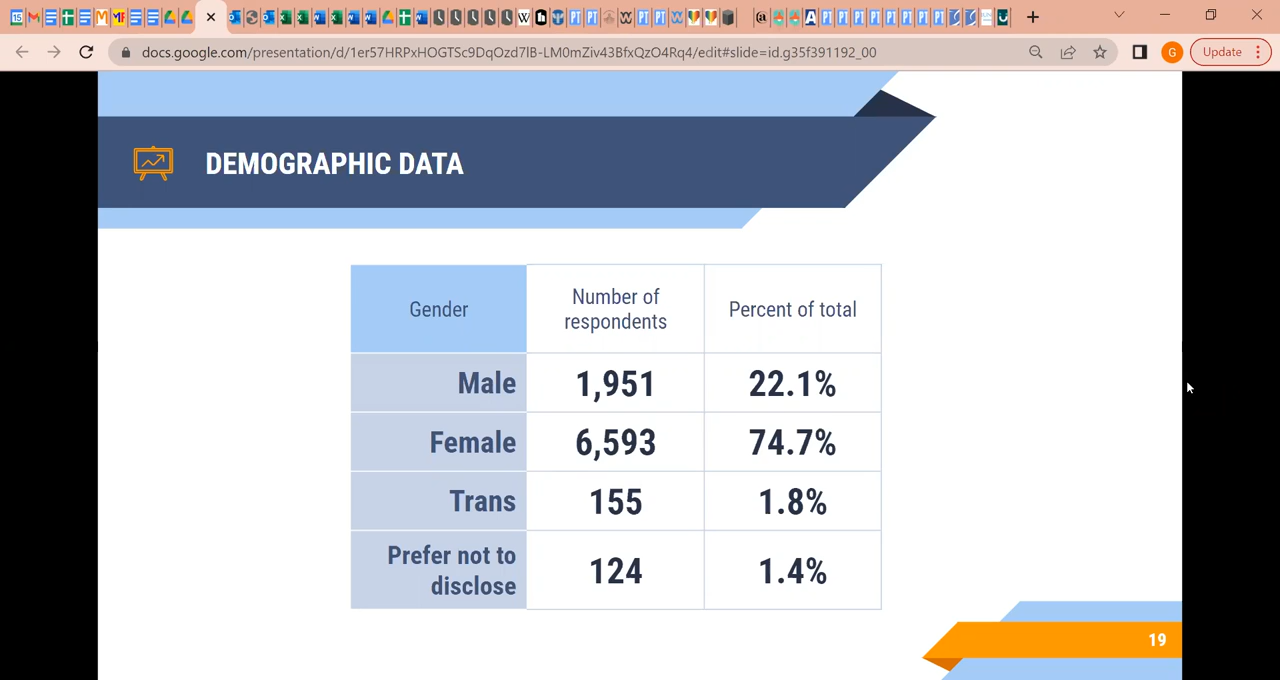 docs.google.com/presentation/d/1er57HRPxHOGTSc9DqOzd7lB-LM0mZiv43BfxQzO4Rq4/edit#slide=id.g35f391192_00
G
Update
DEMOGRAPHIC DATA
Gender
Number of
respondents
Percent of total
Male
1,951
22.1%
Female
6,593
74.7%
Trans
155
1.8%
Prefer not to
disclose
124
1.4%
19